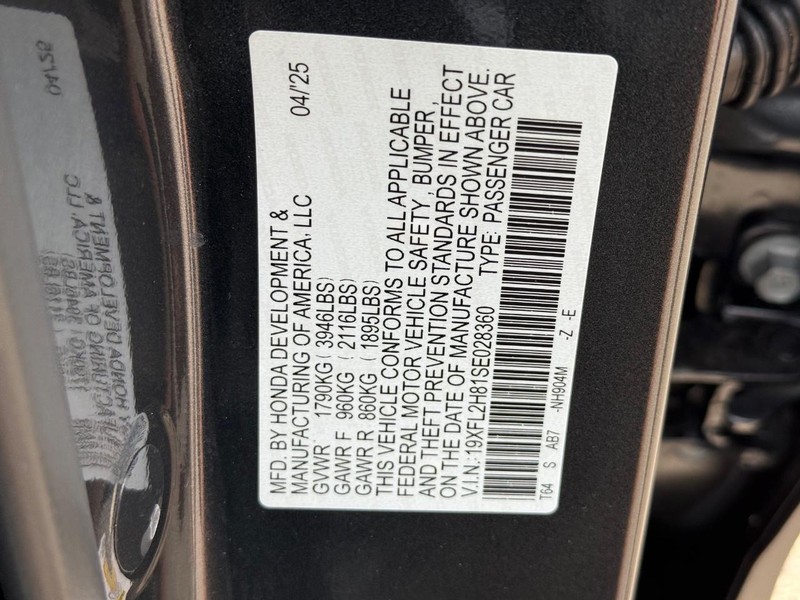 MFD. BY HONDA DEVELOPMENT &
MANUFACTURING OF AMERICA, LLC 04/'25
GVWR 1790KG ( 3946LBS)
GAWR F 960KG ( 2116LBS)
GAWR R 860KG ( 1895LBS)
THIS VEHICLE CONFORMS TO ALL APPLICABLE
FEDERAL MOTOR VEHICLE SAFETY, BUMPER,
AND THEFT PREVENTION STANDARDS IN EFFECT
ON THE DATE OF MANUFACTURE SHOWN ABOVE.
V.I.N.:19XFL2H81SE028360 TYPE: PASSENGER CAR
T64 S AB7 -NH904M -Z -E